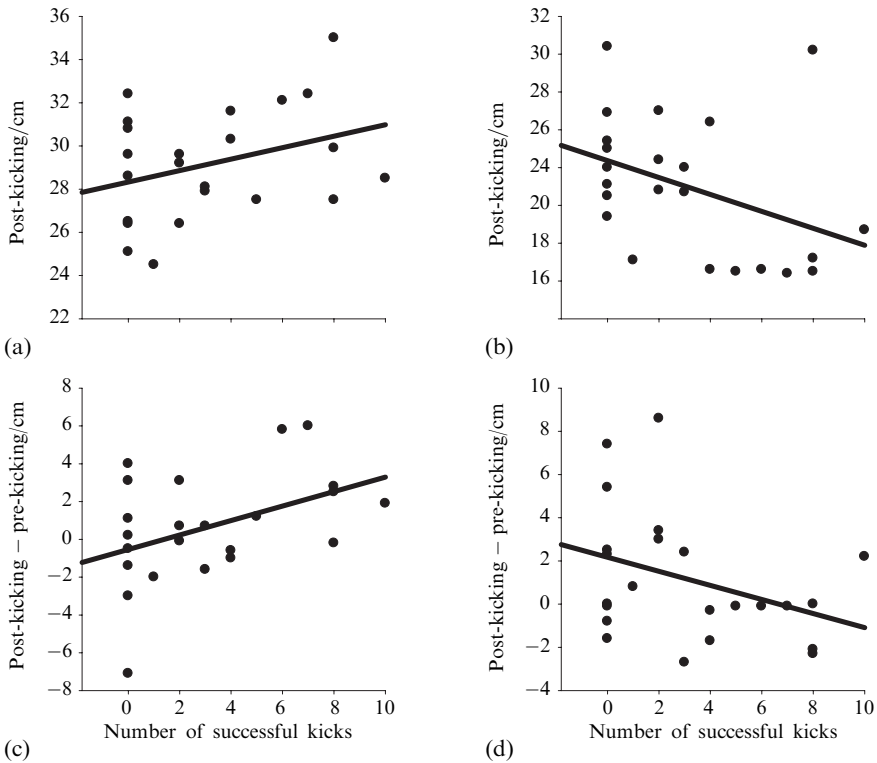 36
34
32
30
28
26
24
22
Post-kicking/cm
(a)
32
30
28
26
24
20
18
16
Post-kicking/cm
(b)
8
6
4
2
0
−2
−4
−6
−8
Post-kicking − pre-kicking/cm
0 2 4 6 8 10
Number of successful kicks
(c)
10
8
6
4
2
0
−2
−4
Post-kicking − pre-kicking/cm
0 2 4 6 8 10
Number of successful kicks
(d)